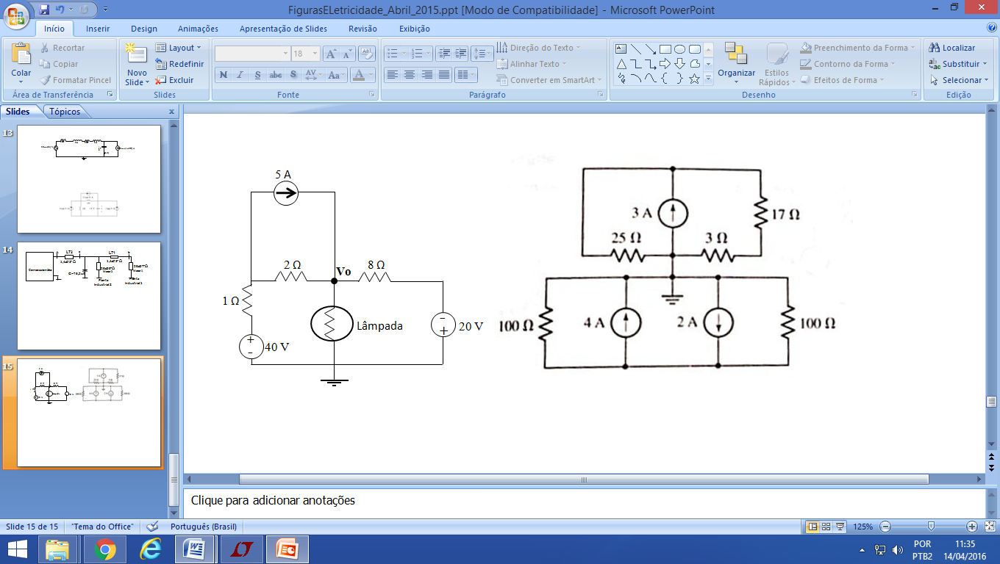 FigurasELetricidade_Abril_2015.ppt [Modo de Compatibilidade] - Microsoft PowerPoint
Início Inserir Design Animações Apresentação de Slides Revisão Exibição
Colar
Recortar
Copiar
Formatar Pincel
Área de Transferência
Novo Slide
Layout
Redefinir
Excluir
Slides
18
N I S abc S AV Aa A
Fonte
Direção do Texto
Alinhar Texto
Converter em SmartArt
Parágrafo
Organizar
Estilos Rápidos
Preenchimento da Forma
Contorno da Forma
Efeitos de Forma
Desenho
Localizar
Substituir
Selecionar
Edição
Slides Tópicos x
13
14
LT2
LT1
15
5 A
2 Ω
Vo
8 Ω
1 Ω
Lâmpada
20 V
40 V
3 A
17 Ω
25 Ω
3 Ω
100 Ω
4 A
2 A
100 Ω
Clique para adicionar anotações
Slide 15 de 15 "Tema do Office" Português (Brasil) 125%
POR 11:35
PTB2 14/04/2016